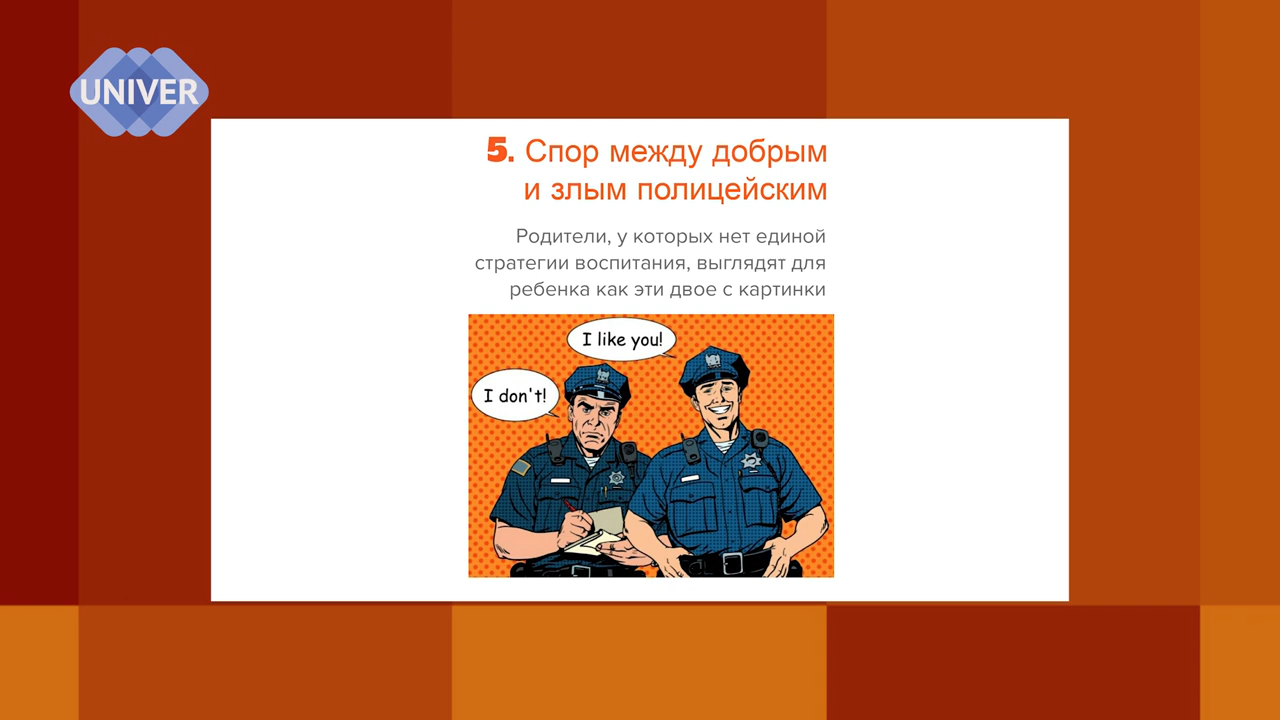 UNIVER
5. Спор между добрым
и злым полицейским
Родители, у которых нет единой
стратегии воспитания, выглядят для
ребенка как эти двое с картинки
I like you!
I don't!